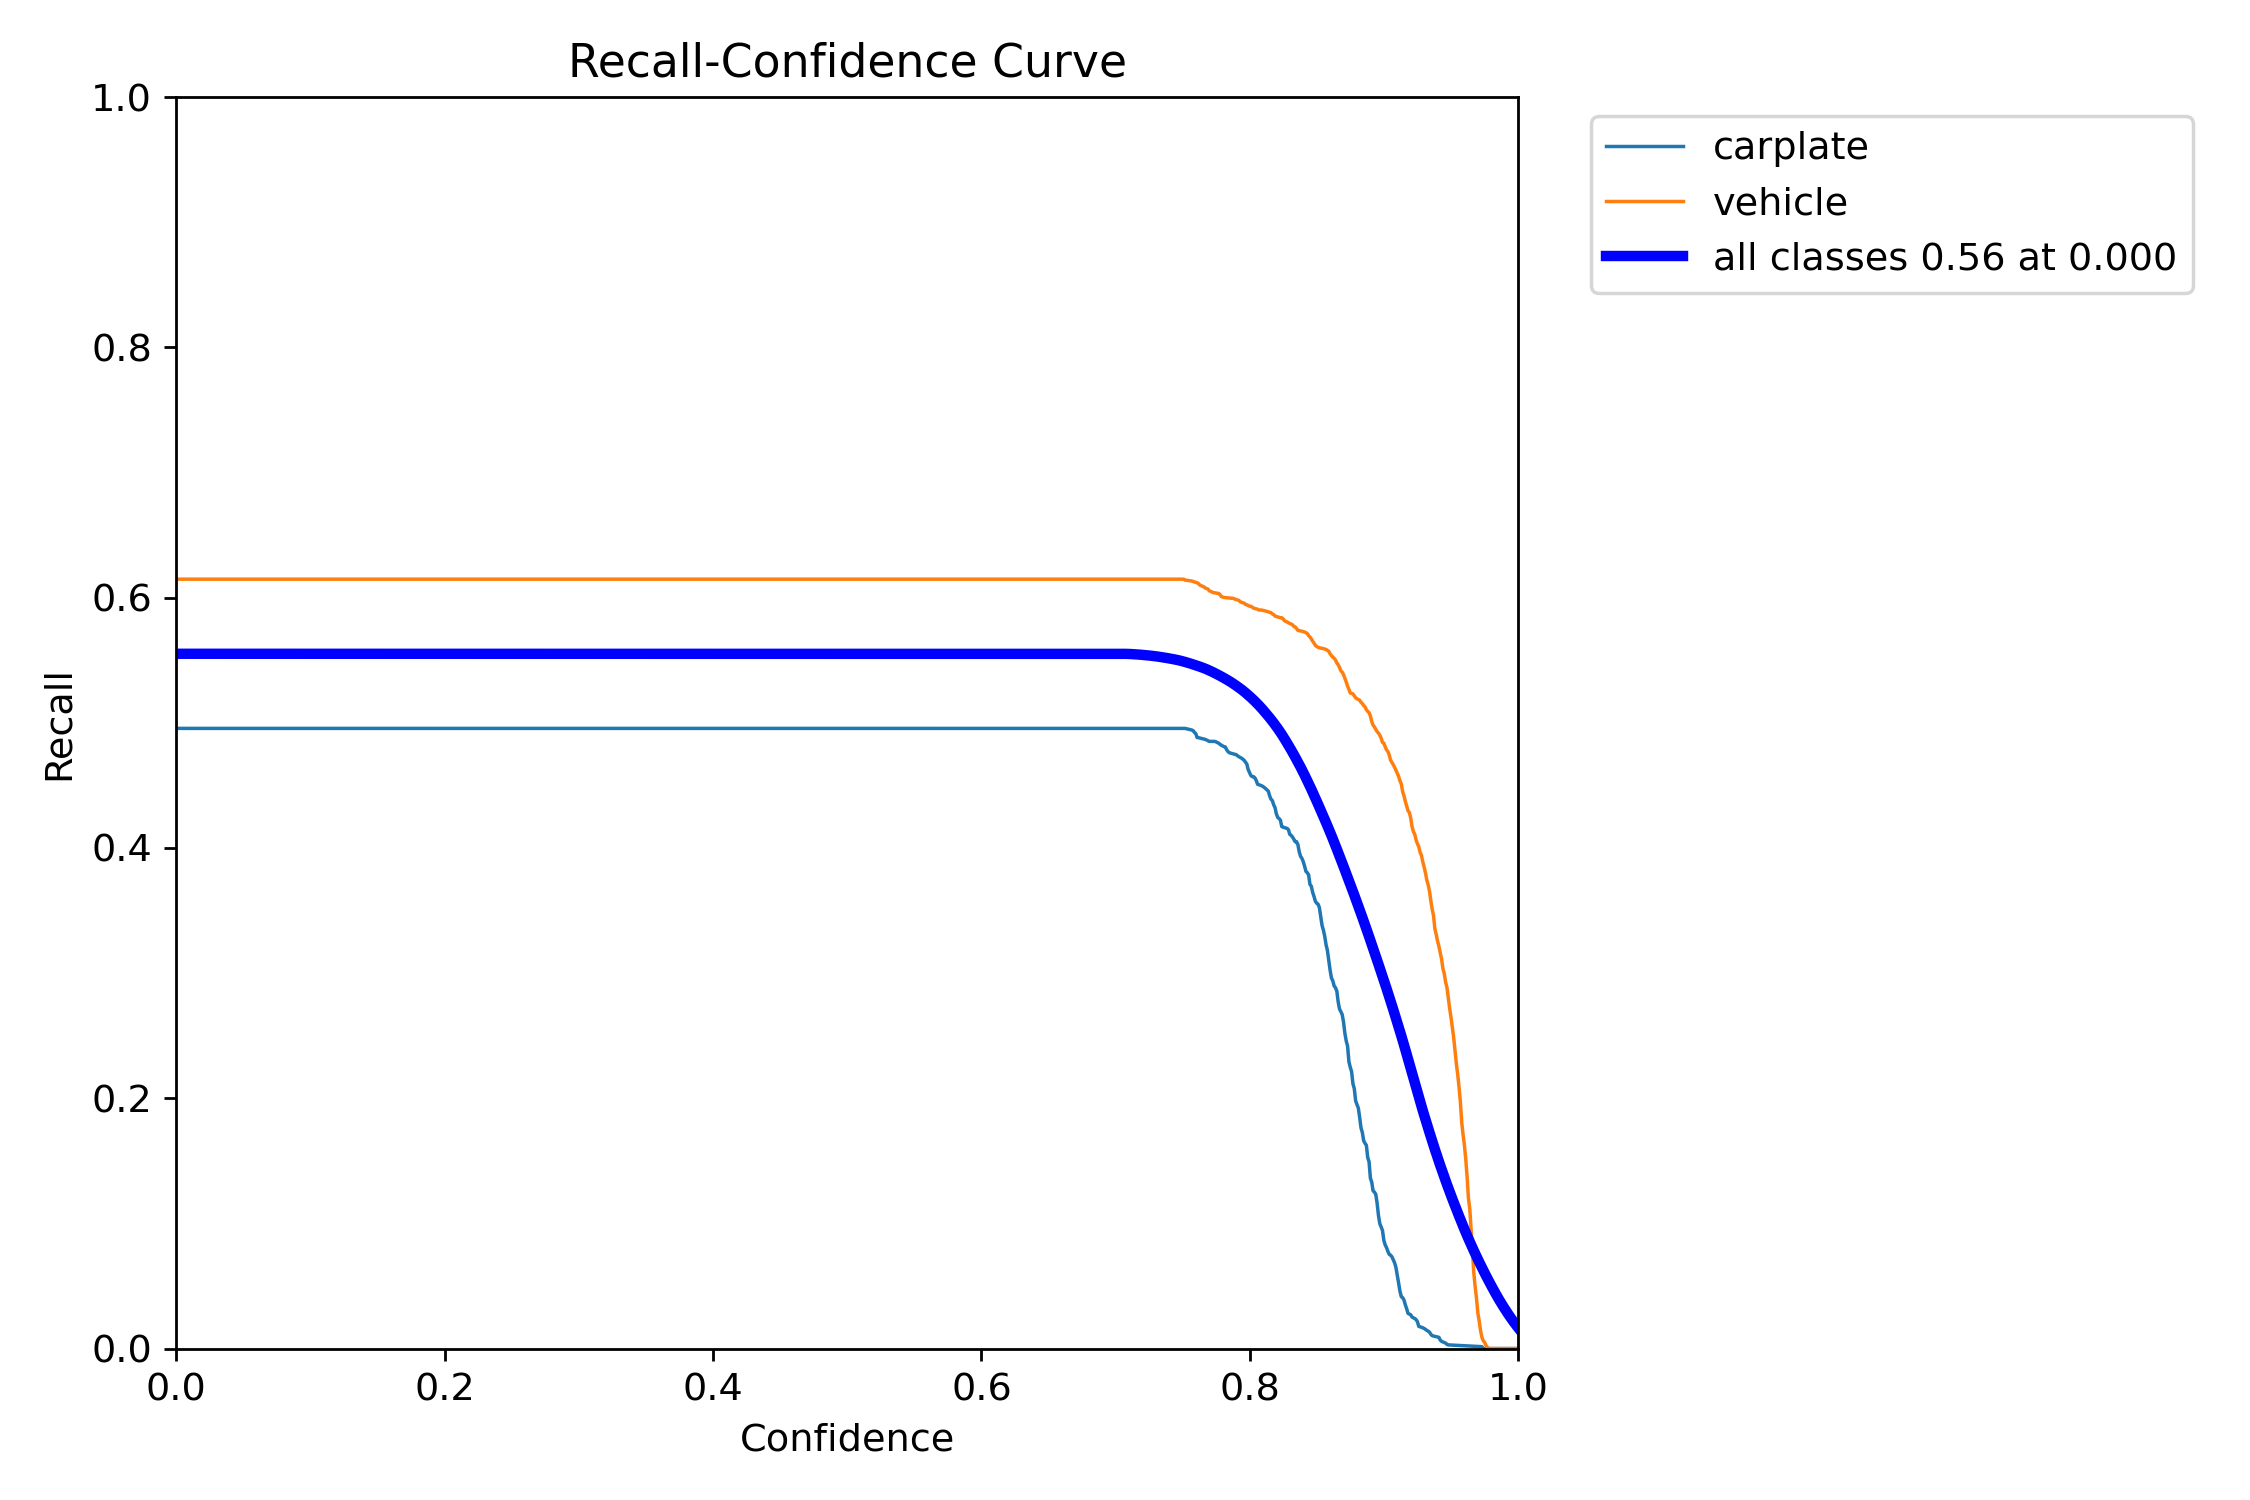 Recall-Confidence Curve
1.0
0.8
0.6
0.4
0.2
0.0
Recall
0.0 0.2 0.4 0.6 0.8 1.0
Confidence
carplate
vehicle
all classes 0.56 at 0.000